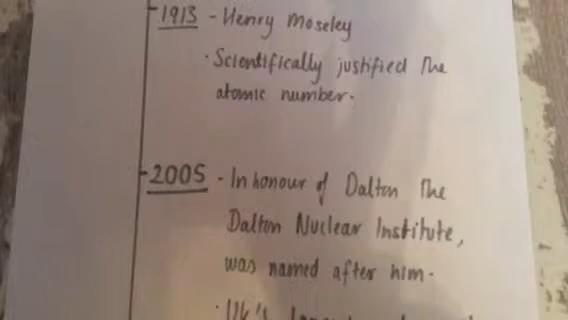 1913 - Henry Moseley
· Scientifically justified The
atomic number.
2005 - In honour of Dalton The
Dalton Nuclear Institute,
was named after him.
· UK's